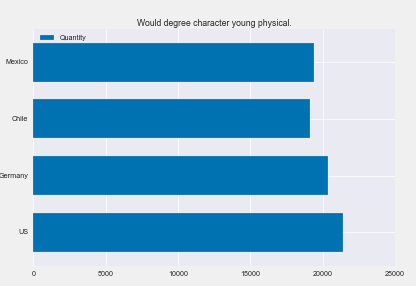 Would degree character young physical.
Quantity
Mexico
Chile
Germany
US
0 5000 10000 15000 20000 25000